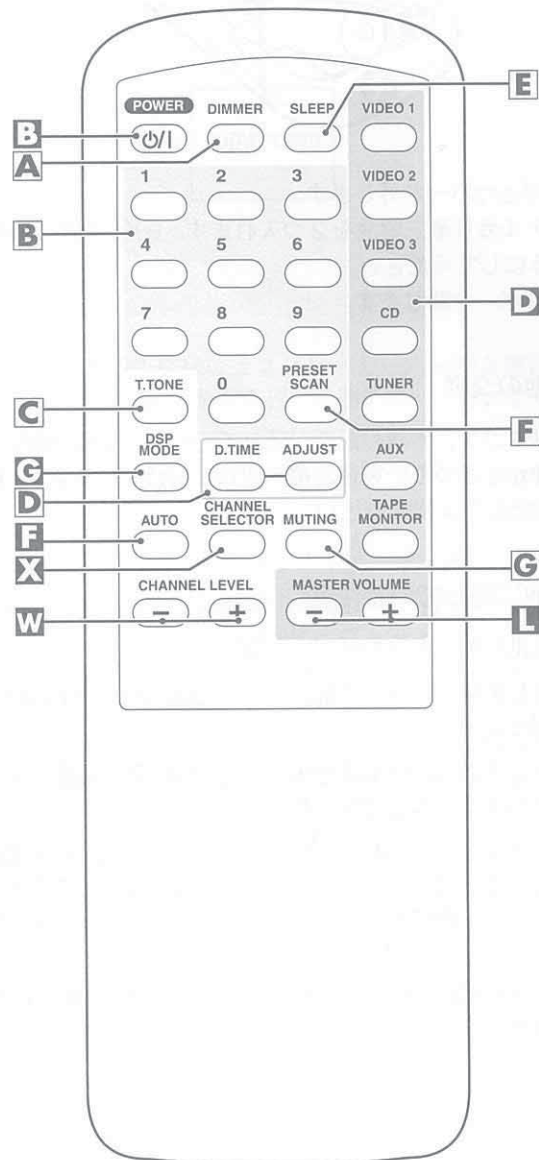 E
POWER DIMMER SLEEP VIDEO 1
B
⏻/I
A
1 2 3 VIDEO 2
B
4 5 6 VIDEO 3
D
7 8 9 CD
T.TONE 0 PRESET SCAN TUNER
C
F
DSP MODE D.TIME ADJUST AUX
G
D
AUTO CHANNEL SELECTOR MUTING TAPE MONITOR
F
X
G
CHANNEL LEVEL MASTER VOLUME
W
− + − +
L